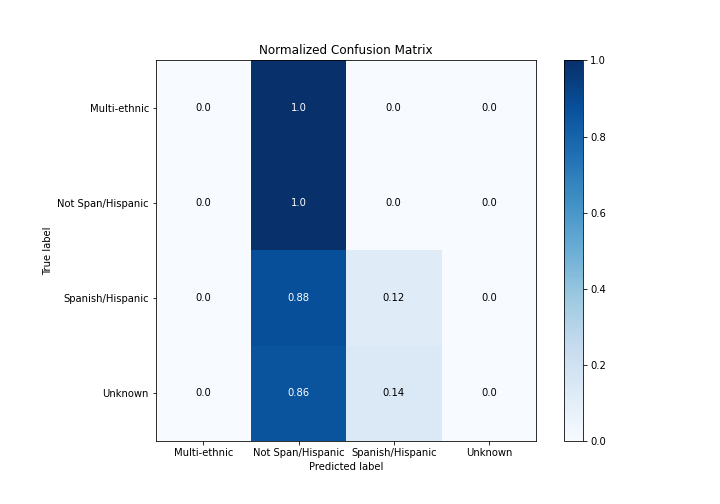 Normalized Confusion Matrix
1.0
Multi-ethnic 0.0 1.0 0.0 0.0
0.8
Not Span/Hispanic 0.0 1.0 0.0 0.0
0.6
True label
0.4
Spanish/Hispanic 0.0 0.88 0.12 0.0
0.2
Unknown 0.0 0.86 0.14 0.0
0.0
Multi-ethnic Not Span/Hispanic Spanish/Hispanic Unknown
Predicted label